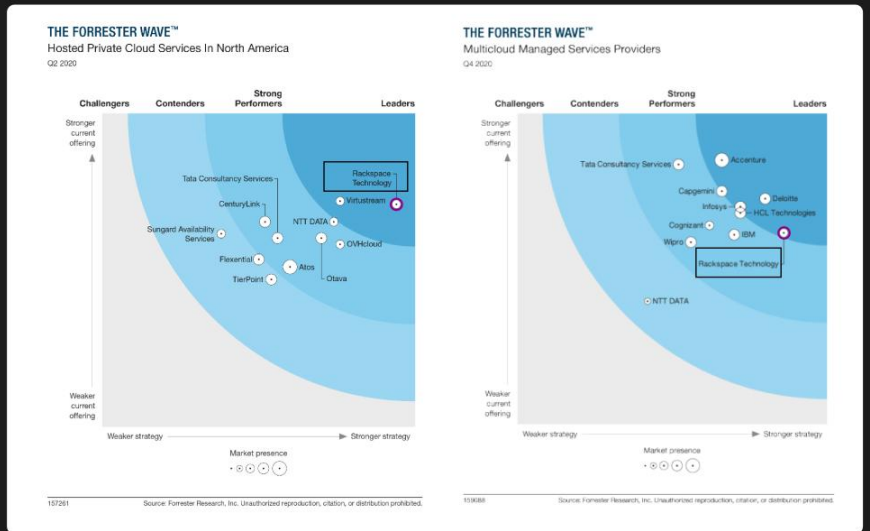 THE FORRESTER WAVE™
Hosted Private Cloud Services In North America
Q2 2020
Challengers
Contenders
Strong
Performers
Leaders
Stronger
current
offering
Rackspace
Technology
Tata Consultancy Services
Virtustream
CenturyLink
NTT DATA
Sungard Availability
Services
OVHcloud
Flexential
Atos
TierPoint
Otava
Weaker
current
offering
Weaker strategy
Stronger strategy
Market presence
157261
Source: Forrester Research, Inc. Unauthorized reproduction, citation, or distribution prohibited.
THE FORRESTER WAVE™
Multicloud Managed Services Providers
Q4 2020
Challengers
Contenders
Strong
Performers
Leaders
Stronger
current
offering
Accenture
Tata Consultancy Services
Capgemini
Deloitte
Infosys
HCL Technologies
Cognizant
IBM
Wipro
Rackspace Technology
NTT DATA
Weaker
current
offering
Weaker strategy
Stronger strategy
Market presence
159088
Source: Forrester Research, Inc. Unauthorized reproduction, citation, or distribution prohibited.